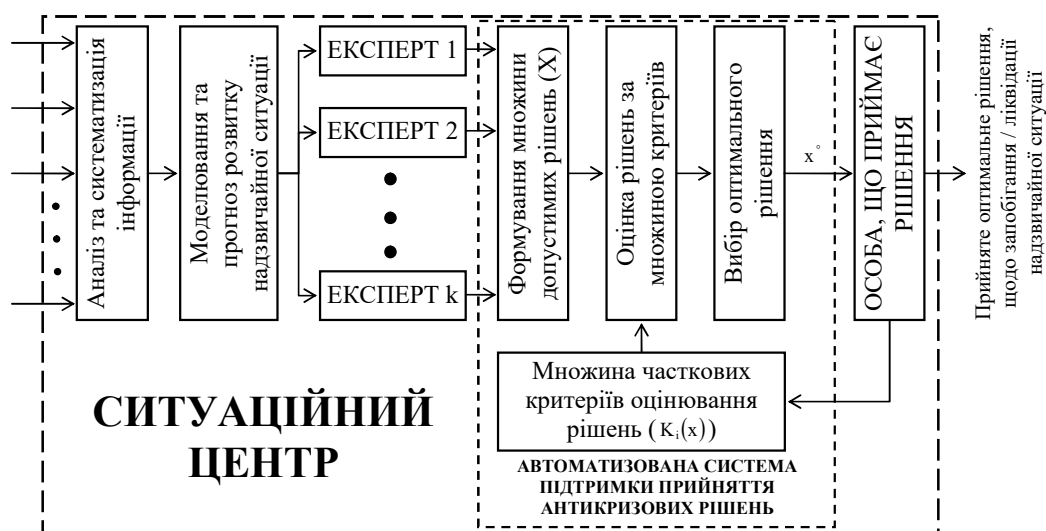 Аналіз та систематизація
інформації
Моделювання та
прогноз розвитку
надзвичайної ситуації
ЕКСПЕРТ 1
ЕКСПЕРТ 2
ЕКСПЕРТ k
Формування множини
допустимих рішень (X)
Оцінка рішень за
множиною критеріїв
Вибір оптимального
рішення
x°
ОСОБА, ЩО ПРИЙМАЄ
РІШЕННЯ
Прийняте оптимальне рішення,
щодо запобігання / ліквідації
надзвичайної ситуації
Множина часткових
критеріїв оцінювання
рішень (Kᵢ(x))
СИТУАЦІЙНИЙ
ЦЕНТР
АВТОМАТИЗОВАНА СИСТЕМА
ПІДТРИМКИ ПРИЙНЯТТЯ
АНТИКРИЗОВИХ РІШЕНЬ